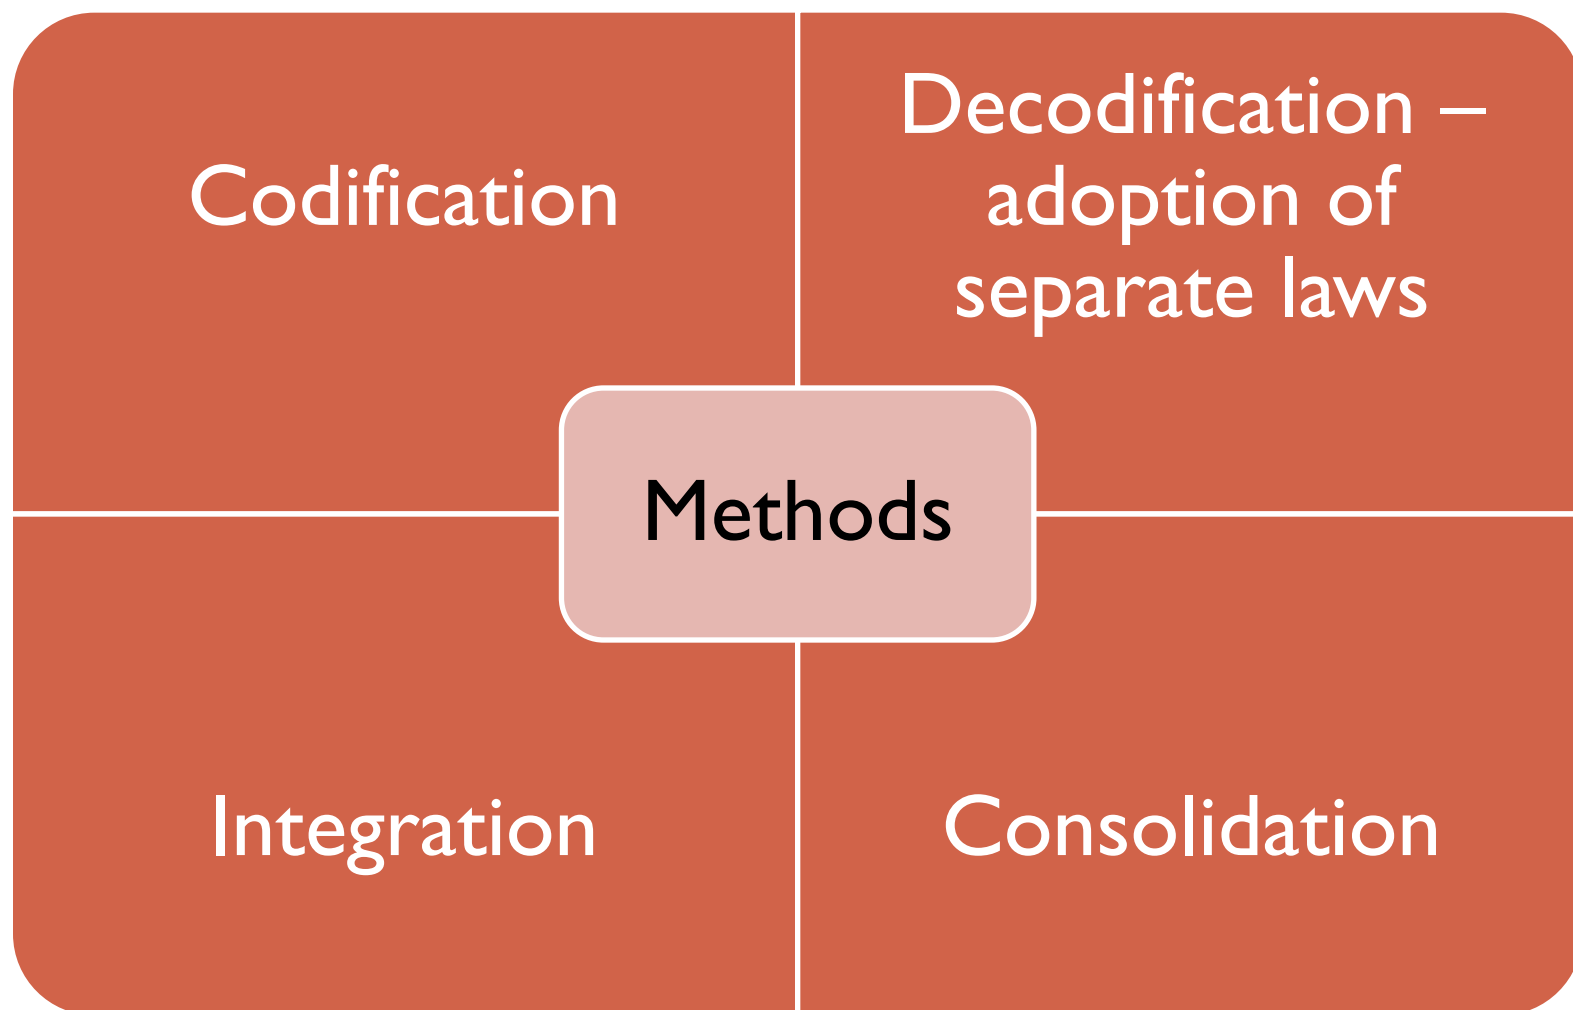 Codification
Decodification –
adoption of
separate laws
Methods
Integration
Consolidation